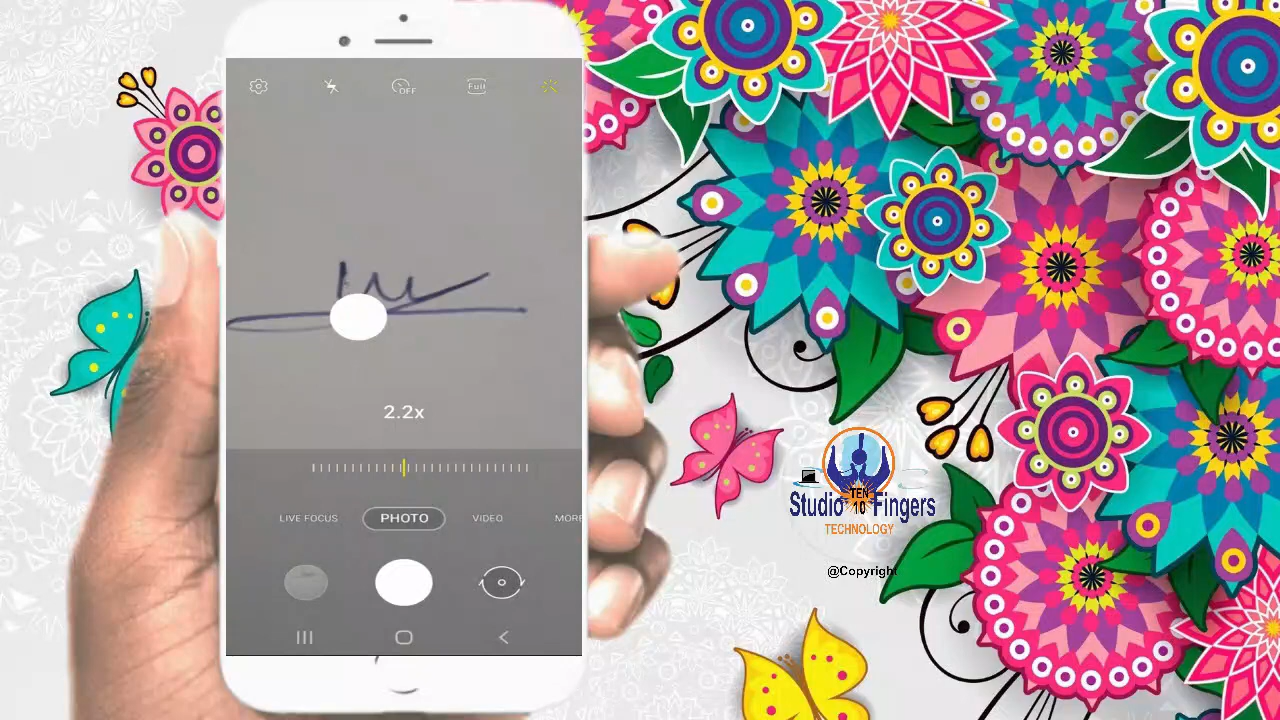 OFF
Full
2.2x
LIVE FOCUS
PHOTO
VIDEO
MORE
Studio TEN 10 Fingers
TECHNOLOGY
@Copyright